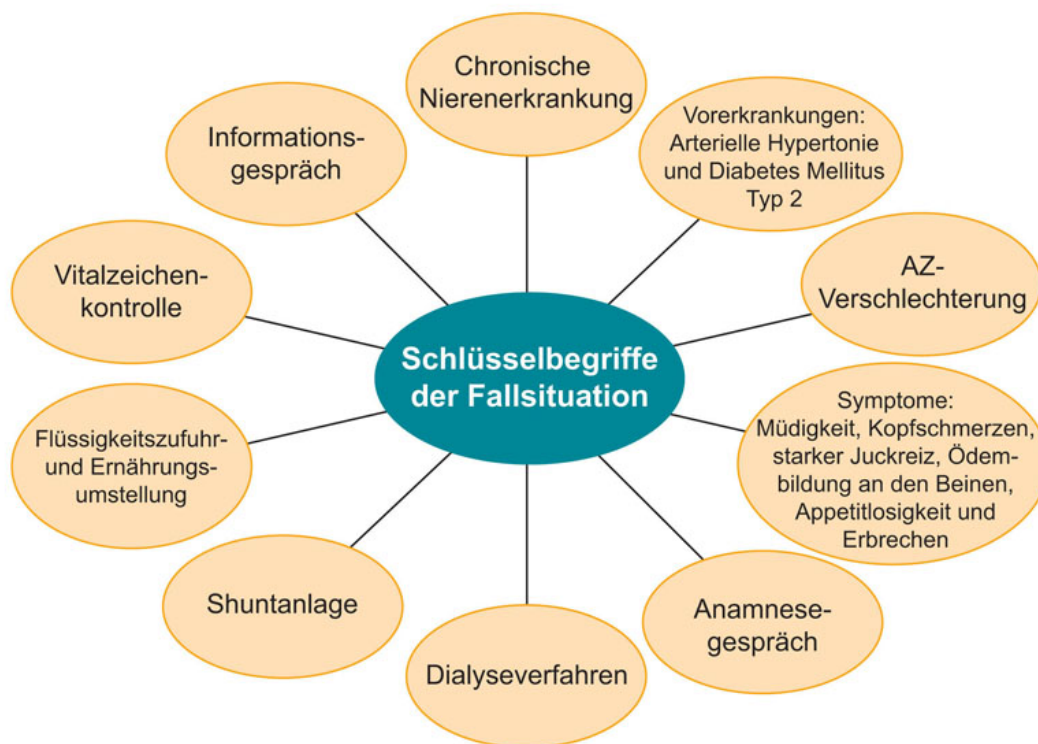 Schlüsselbegriffe
der Fallsituation
Chronische
Nierenerkrankung
Vorerkrankungen:
Arterielle Hypertonie
und Diabetes Mellitus
Typ 2
AZ-
Verschlechterung
Symptome:
Müdigkeit, Kopfschmerzen,
starker Juckreiz, Ödem-
bildung an den Beinen,
Appetitlosigkeit und
Erbrechen
Anamnese-
gespräch
Dialyseverfahren
Shuntanlage
Flüssigkeitszufuhr-
und Ernährungs-
umstellung
Vitalzeichen-
kontrolle
Informations-
gespräch